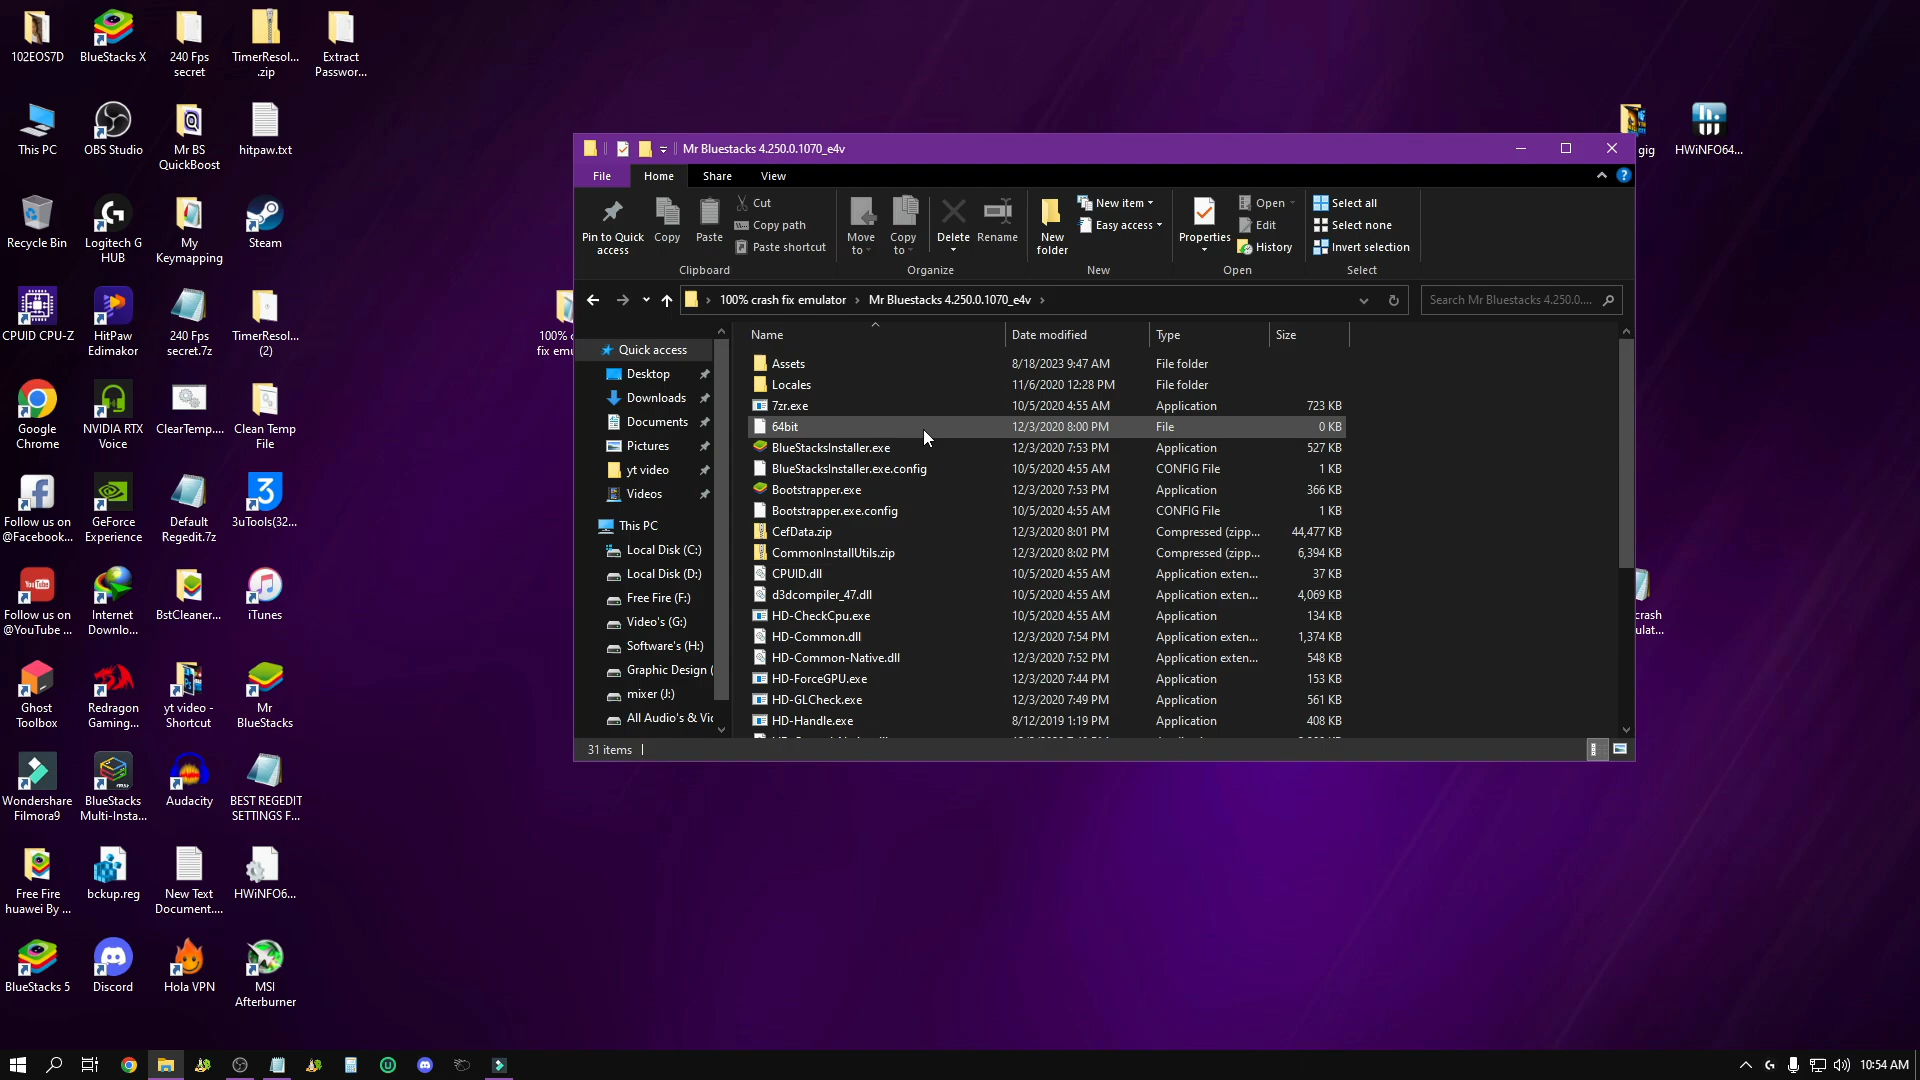 102EOS7D
BlueStacks X
240 Fps
secret
TimerResol...
.zip
Extract
Passwor...
This PC
OBS Studio
Mr BS
QuickBoost
hitpaw.txt
gig
HWiNFO64...
Recycle Bin
Logitech G
HUB
My
Keymapping
Steam
CPUID CPU-Z
HitPaw
Edimakor
240 Fps
secret.7z
TimerResol...
(2)
Google
Chrome
NVIDIA RTX
Voice
ClearTemp....
Clean Temp
File
Follow us on
@Facebook...
GeForce
Experience
Default
Regedit.7z
3uTools(32...
Follow us on
@YouTube ...
Internet
Downlo...
BstCleaner...
iTunes
Ghost
Toolbox
Redragon
Gaming...
yt video -
Shortcut
Mr
BlueStacks
Wondershare
Filmora9
BlueStacks
Multi-Insta...
Audacity
BEST REGEDIT
SETTINGS F...
Free Fire
huawei By ...
bckup.reg
New Text
Document....
HWiNFO6...
BlueStacks 5
Discord
Hola VPN
MSI
Afterburner
Mr Bluestacks 4.250.0.1070_e4v
File
Home
Share
View
Pin to Quick
access
Copy
Paste
Cut
Copy path
Paste shortcut
Clipboard
Move
to
Copy
to
Delete
Rename
Organize
New
folder
New item
Easy access
New
Properties
Open
Edit
History
Open
Select all
Select none
Invert selection
Select
100% crash fix emulator › Mr Bluestacks 4.250.0.1070_e4v ›
Search Mr Bluestacks 4.250.0....
100% c
fix emu
Quick access
Desktop
Downloads
Documents
Pictures
yt video
Videos
This PC
Local Disk (C:)
Local Disk (D:)
Free Fire (F:)
Video's (G:)
Software's (H:)
Graphic Design (
mixer (J:)
All Audio's & Vi
Name Date modified Type Size
Assets 8/18/2023 9:47 AM File folder
Locales 11/6/2020 12:28 PM File folder
7zr.exe 10/5/2020 4:55 AM Application 723 KB
64bit 12/3/2020 8:00 PM File 0 KB
BlueStacksInstaller.exe 12/3/2020 7:53 PM Application 527 KB
BlueStacksInstaller.exe.config 10/5/2020 4:55 AM CONFIG File 1 KB
Bootstrapper.exe 12/3/2020 7:53 PM Application 366 KB
Bootstrapper.exe.config 10/5/2020 4:55 AM CONFIG File 1 KB
CefData.zip 12/3/2020 8:01 PM Compressed (zipp... 44,477 KB
CommonInstallUtils.zip 12/3/2020 8:02 PM Compressed (zipp... 6,394 KB
CPUID.dll 10/5/2020 4:55 AM Application exten... 37 KB
d3dcompiler_47.dll 10/5/2020 4:55 AM Application exten... 4,069 KB
HD-CheckCpu.exe 10/5/2020 4:55 AM Application 134 KB
HD-Common.dll 12/3/2020 7:54 PM Application exten... 1,374 KB
HD-Common-Native.dll 12/3/2020 7:52 PM Application exten... 548 KB
HD-ForceGPU.exe 12/3/2020 7:44 PM Application 153 KB
HD-GLCheck.exe 12/3/2020 7:49 PM Application 561 KB
HD-Handle.exe 8/12/2019 1:19 PM Application 408 KB
31 items
crash
ulat...
10:54 AM